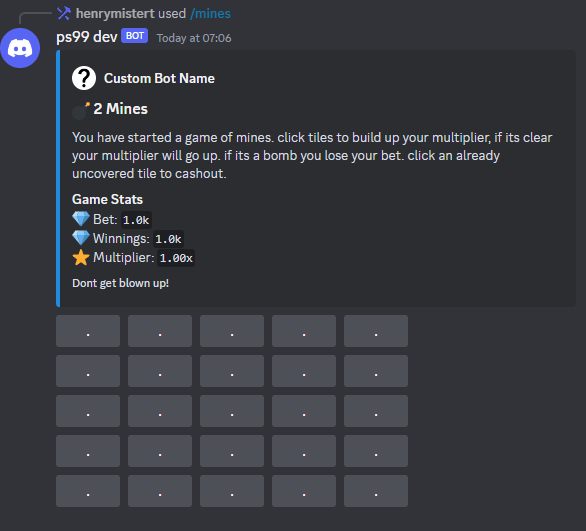 henrymistert used /mines
ps99 dev BOT Today at 07:06
? Custom Bot Name
2 Mines
You have started a game of mines. click tiles to build up your multiplier, if its clear
your multiplier will go up. if its a bomb you lose your bet. click an already
uncovered tile to cashout.
Game Stats
Bet: 1.0k
Winnings: 1.0k
Multiplier: 1.00x
Dont get blown up!
. . . . .
. . . . .
. . . . .
. . . . .
. . . . .